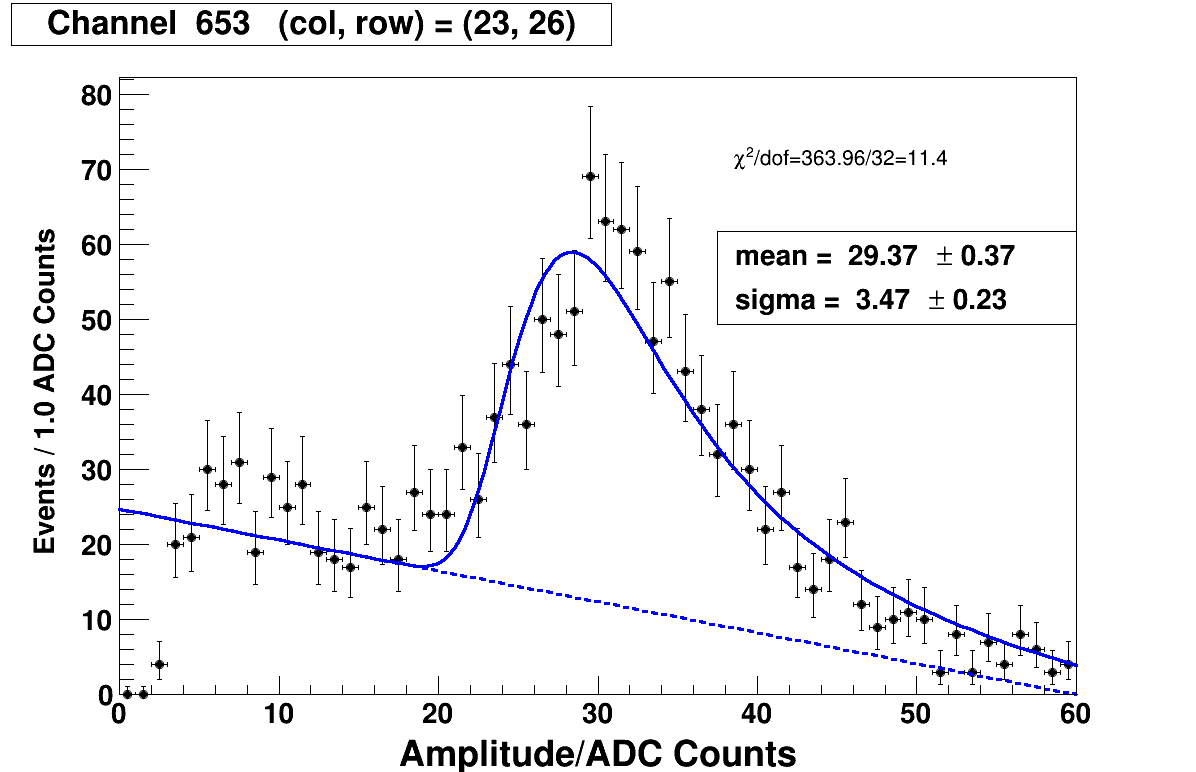 Channel 653 (col, row) = (23, 26)
80
70
60
50
40
30
20
10
0
Events / 1.0 ADC Counts
χ²/dof=363.96/32=11.4
mean = 29.37 ± 0.37
sigma = 3.47 ± 0.23
0 10 20 30 40 50 60
Amplitude/ADC Counts